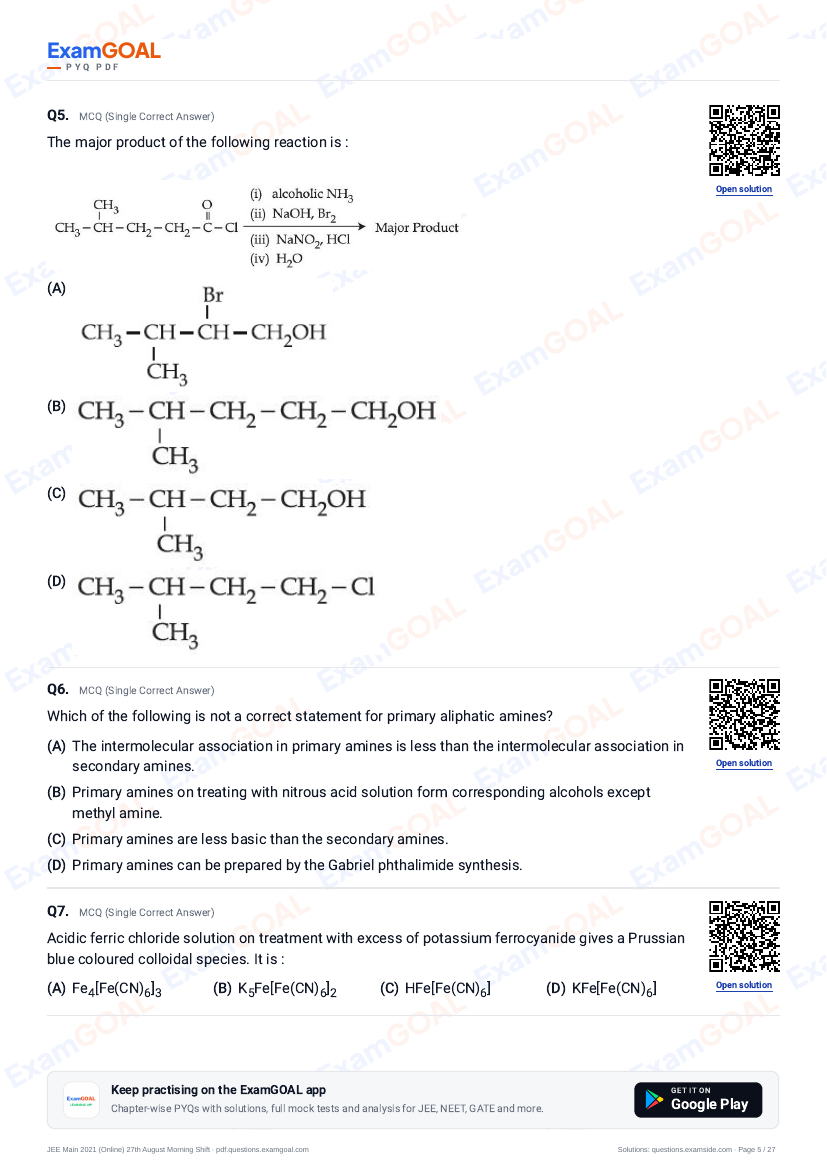 ExamGOAL
PYQ PDF
Q5. MCQ (Single Correct Answer)
The major product of the following reaction is :
Open solution
CH₃ O
CH₃–CH–CH₂–CH₂–C–Cl
(i) alcoholic NH₃
(ii) NaOH, Br₂
(iii) NaNO₂, HCl
(iv) H₂O
Major Product
(A)
Br
CH₃–CH–CH–CH₂OH
CH₃
(B) CH₃–CH–CH₂–CH₂–CH₂OH
CH₃
(C) CH₃–CH–CH₂–CH₂OH
CH₃
(D) CH₃–CH–CH₂–CH₂–Cl
CH₃
Q6. MCQ (Single Correct Answer)
Which of the following is not a correct statement for primary aliphatic amines?
(A) The intermolecular association in primary amines is less than the intermolecular association in
secondary amines.
Open solution
(B) Primary amines on treating with nitrous acid solution form corresponding alcohols except
methyl amine.
(C) Primary amines are less basic than the secondary amines.
(D) Primary amines can be prepared by the Gabriel phthalimide synthesis.
Q7. MCQ (Single Correct Answer)
Acidic ferric chloride solution on treatment with excess of potassium ferrocyanide gives a Prussian
blue coloured colloidal species. It is :
(A) Fe₄[Fe(CN)₆]₃ (B) K₅Fe[Fe(CN)₆]₂ (C) HFe[Fe(CN)₆] (D) KFe[Fe(CN)₆]
Open solution
ExamGOAL
Keep practising on the ExamGOAL app
Chapter-wise PYQs with solutions, full mock tests and analysis for JEE, NEET, GATE and more.
GET IT ON
Google Play
JEE Main 2021 (Online) 27th August Morning Shift · pdf.questions.examgoal.com
Solutions: questions.examside.com · Page 5 / 27